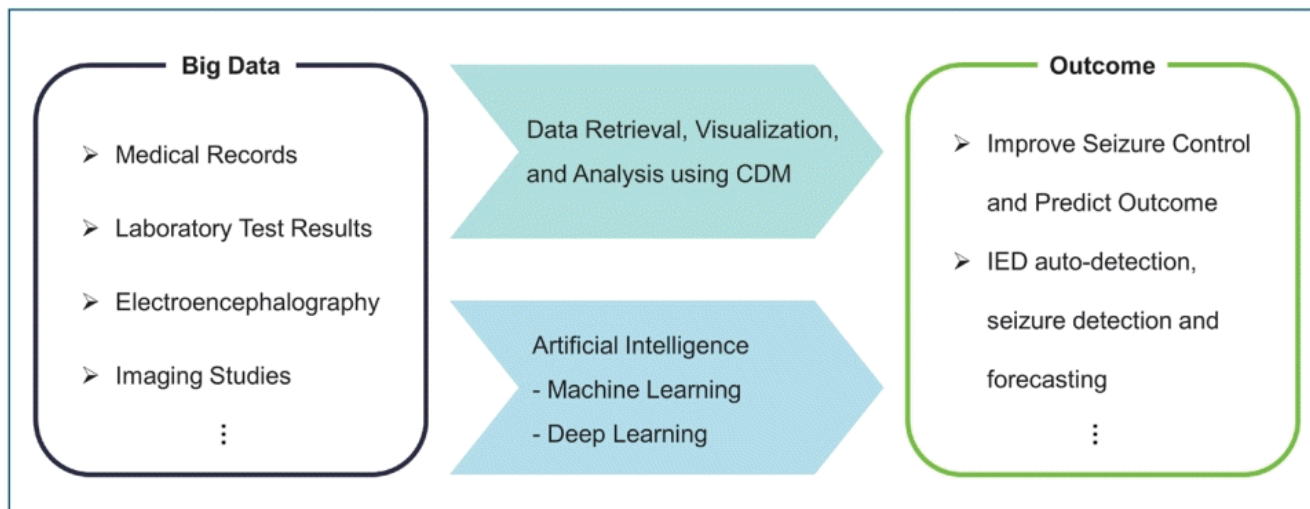 Big Data
➢ Medical Records
➢ Laboratory Test Results
➢ Electroencephalography
➢ Imaging Studies
⋮
Data Retrieval, Visualization,
and Analysis using CDM
Artificial Intelligence
- Machine Learning
- Deep Learning
Outcome
➢ Improve Seizure Control
and Predict Outcome
➢ IED auto-detection,
seizure detection and
forecasting
⋮